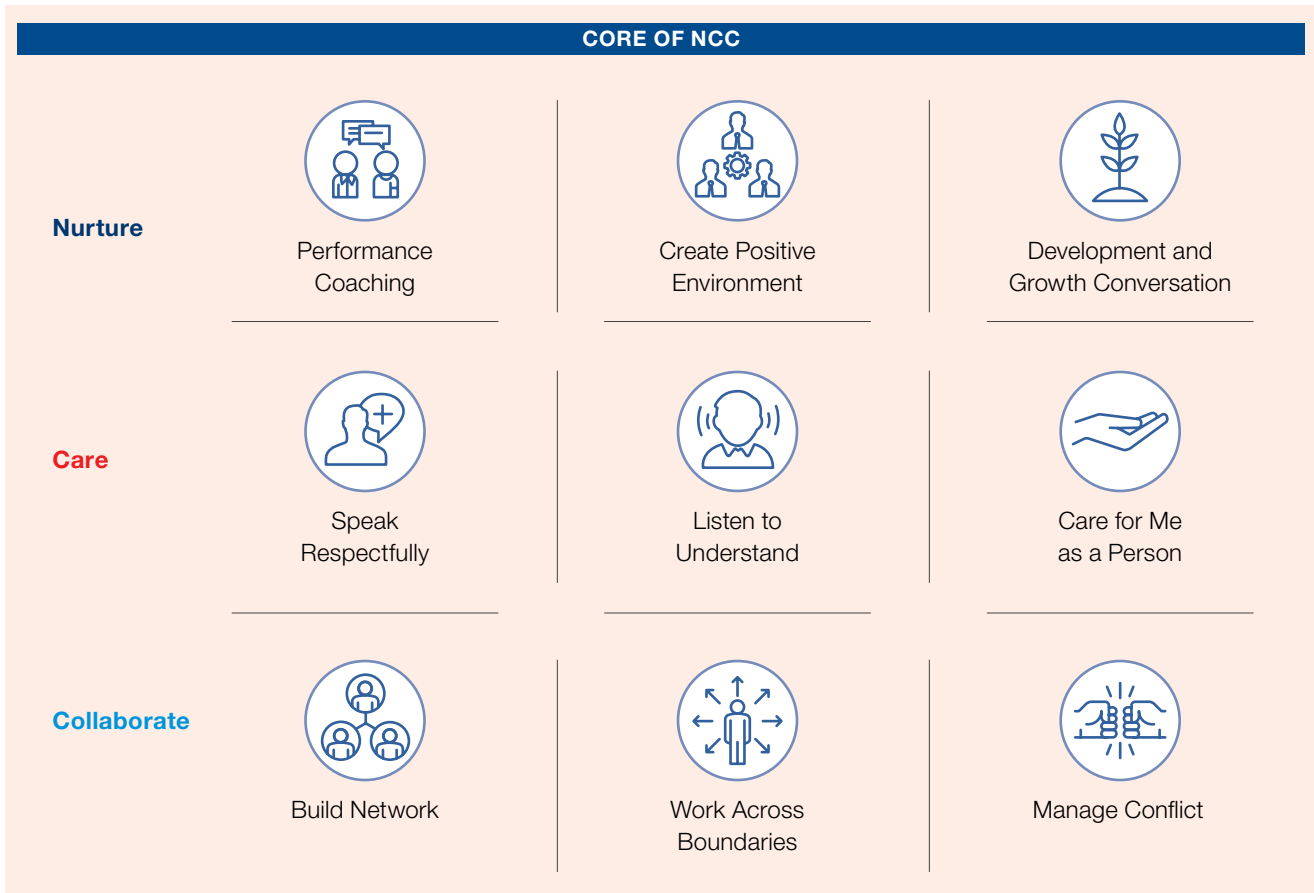 CORE OF NCC
Nurture
Performance
Coaching
Create Positive
Environment
Development and
Growth Conversation
Care
Speak
Respectfully
Listen to
Understand
Care for Me
as a Person
Collaborate
Build Network
Work Across
Boundaries
Manage Conflict